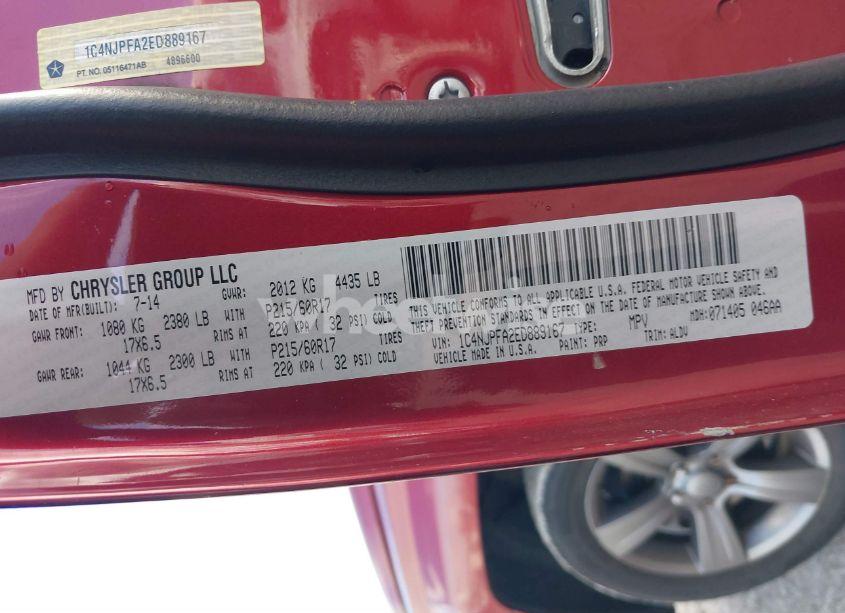 1C4NJPFA2ED889167
4896600
PT. NO. 05116471AB
MFD BY CHRYSLER GROUP LLC
DATE OF MFR(BUILT): 7-14 GVWR: 2012 KG 4435 LB
GAWR FRONT: 1080 KG 2380 LB WITH P215/60R17 TIRES
17X6.5 RIMS AT 220 KPA ( 32 PSI) COLD
GAWR REAR: 1044 KG 2300 LB WITH P215/60R17 TIRES
17X6.5 RIMS AT 220 KPA ( 32 PSI) COLD
THIS VEHICLE CONFORMS TO ALL APPLICABLE U.S.A. FEDERAL MOTOR VEHICLE SAFETY AND
THEFT PREVENTION STANDARDS IN EFFECT ON THE DATE OF MANUFACTURE SHOWN ABOVE.
VIN: 1C4NJPFA2ED889167 TYPE: MPV MDH: 071405 046AA
VEHICLE MADE IN U.S.A. PAINT: PRP TRIM: ALDV